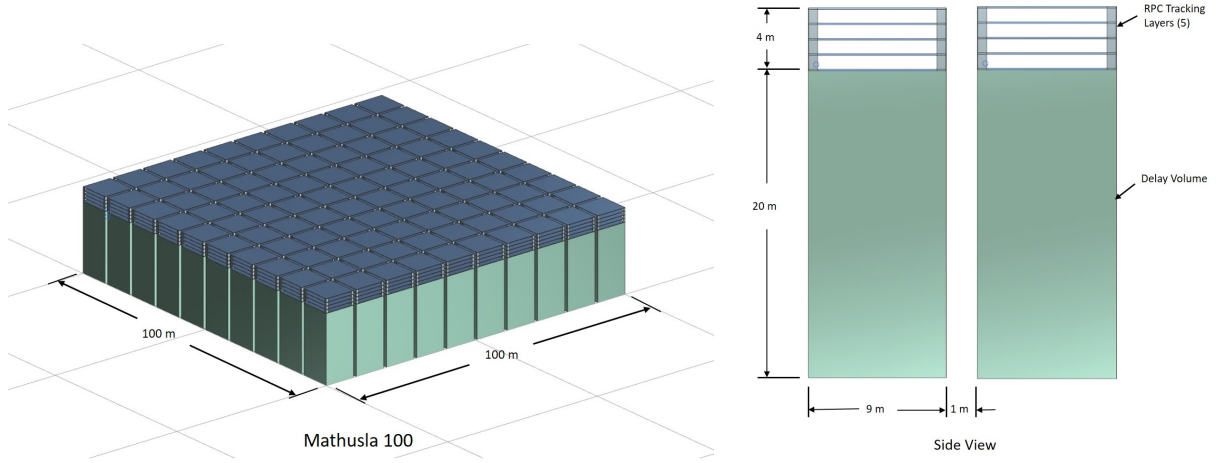 100 m
100 m
Mathusla 100
4 m
20 m
9 m
1 m
RPC Tracking
Layers (5)
Delay Volume
Side View